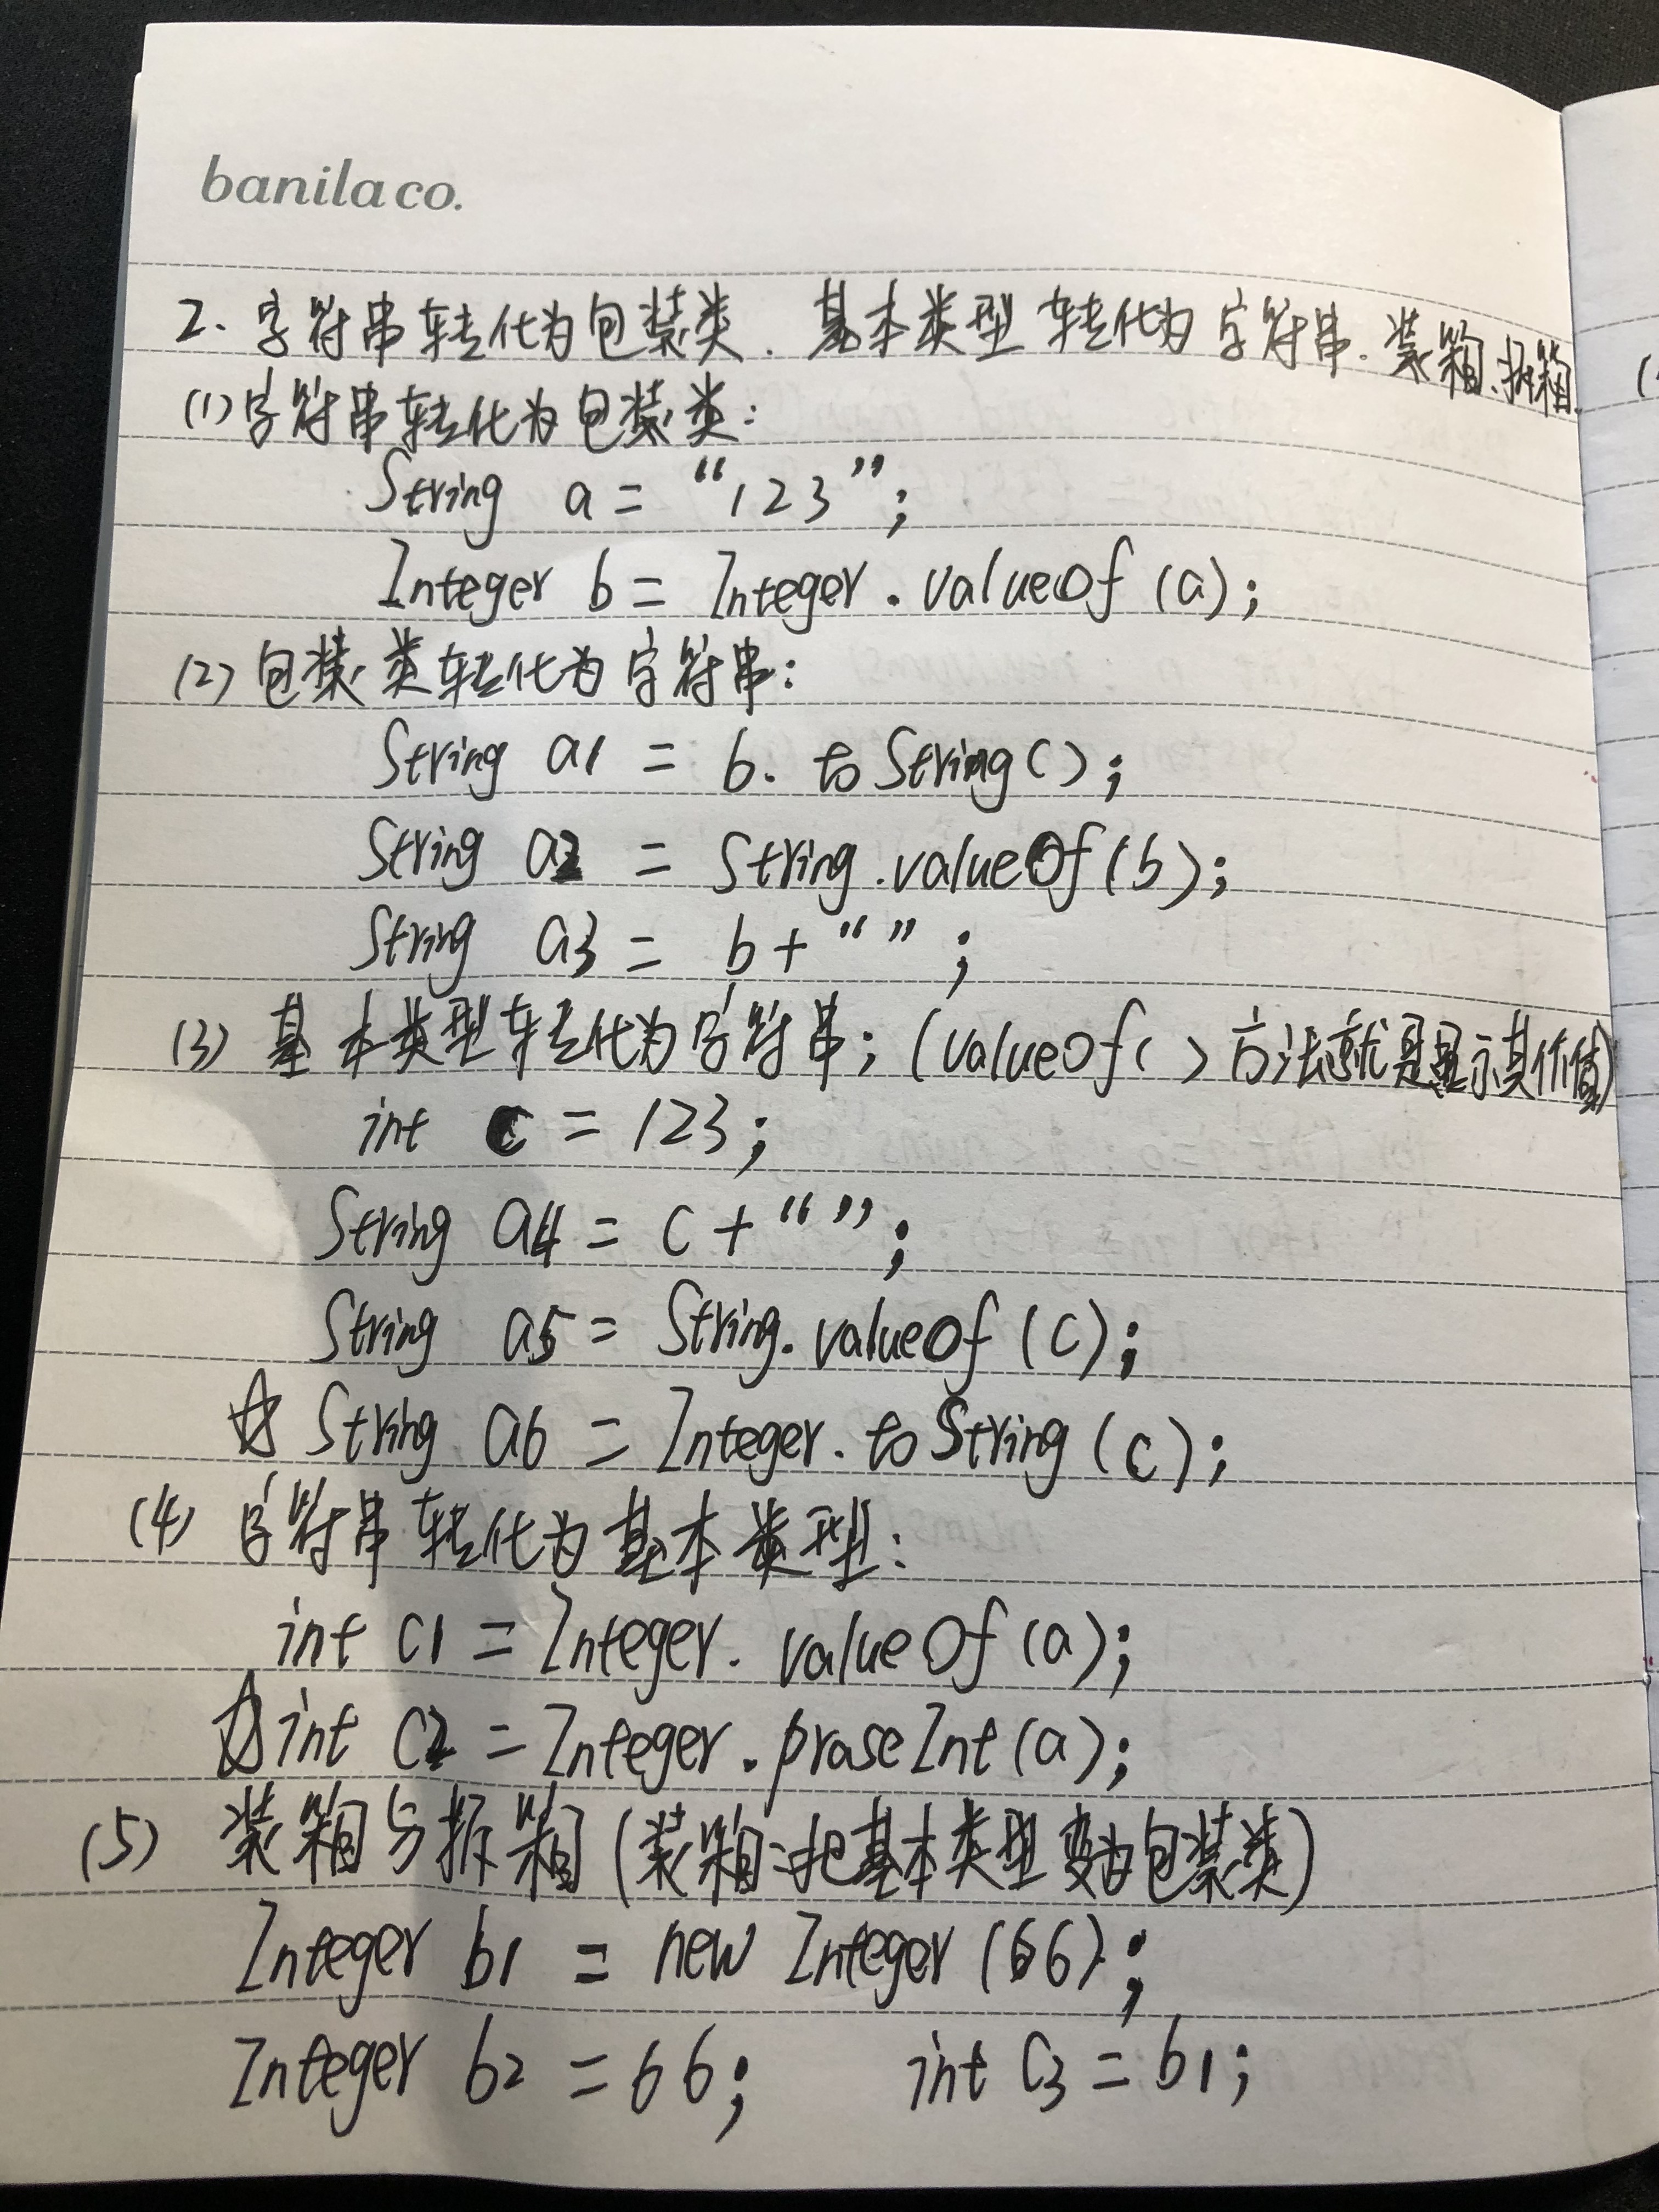 banila co.
2、字符串转化为包装类、基本类型转化为字符串、装箱、拆箱
(1)字符串转化为包装类:
String a = “123”;
Integer b = Integer.valueOf(a);
(2)包装类转化为字符串:
String a1 = b.toString();
String a2 = String.valueOf(b);
String a3 = b+“”;
(3)基本类型转化为字符串;(valueOf()方法就是显示其价值)
int c = 123;
String a4 = c+“”;
String a5 = String.valueOf(c);
☆ String a6 = Integer.toString(c);
(4)字符串转化为基本类型:
int c1 = Integer.valueOf(a);
☆ int c2 = Integer.praseInt(a);
(5)装箱与拆箱(装箱:把基本类型变为包装类)
Integer b1 = new Integer(66);
Integer b2 = 66; int c3 = b1;